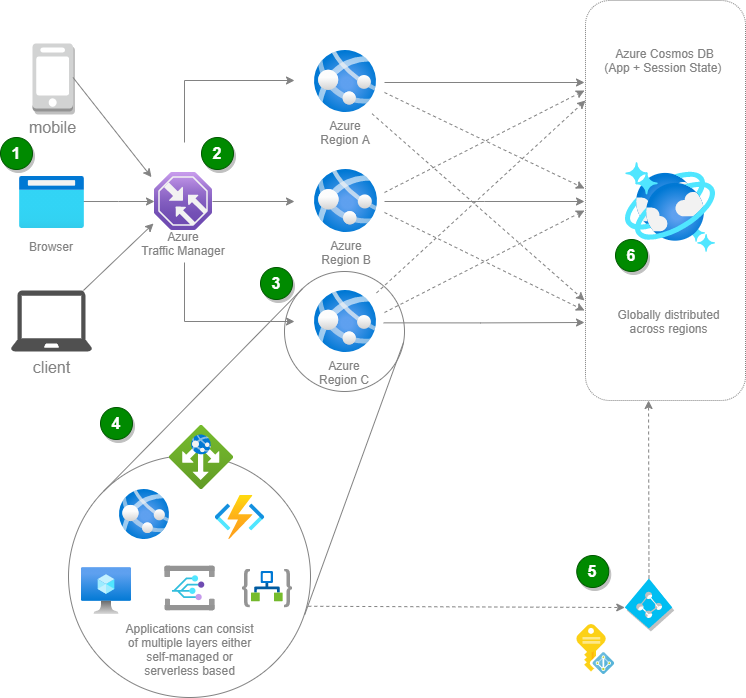 Azure Cosmos DB
(App + Session State)
mobile
Azure
Region A
1
2
Browser
Azure
Traffic Manager
Azure
Region B
6
3
Globally distributed
across regions
client
Azure
Region C
4
5
Applications can consist
of multiple layers either
self-managed or
serverless based